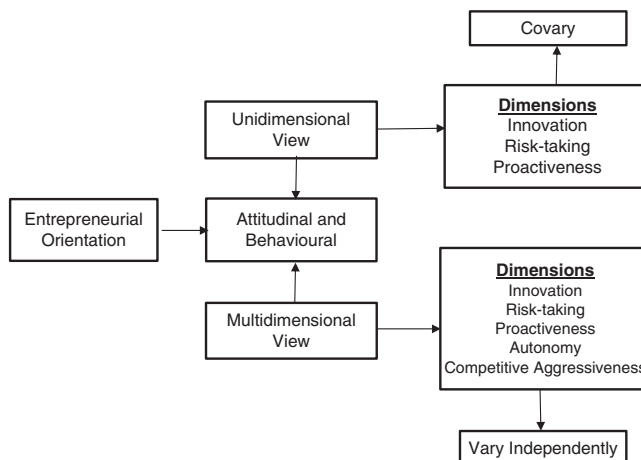 Covary
Unidimensional
View
Dimensions
Innovation
Risk-taking
Proactiveness
Entrepreneurial
Orientation
Attitudinal and
Behavioural
Multidimensional
View
Dimensions
Innovation
Risk-taking
Proactiveness
Autonomy
Competitive Aggressiveness
Vary Independently